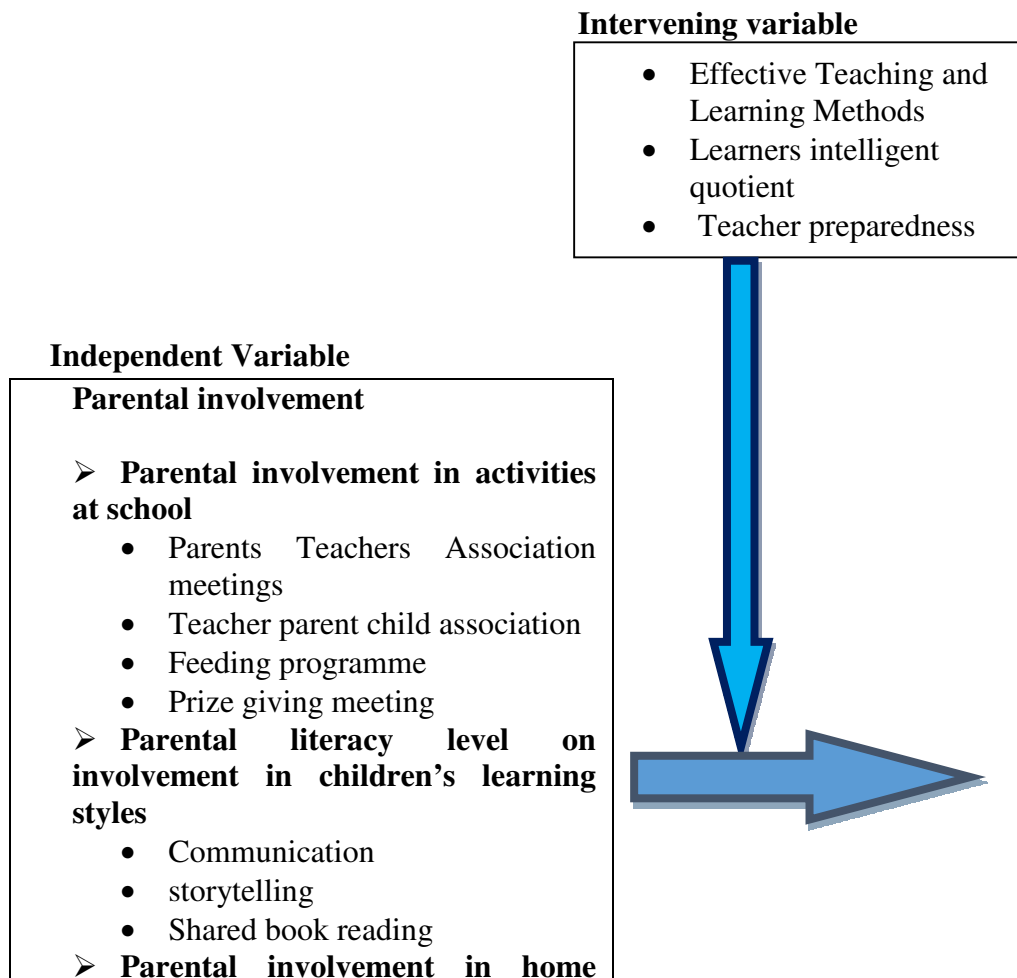 Intervening variable
• Effective Teaching and
Learning Methods
• Learners intelligent
quotient
• Teacher preparedness
Independent Variable
Parental involvement
➢ Parental involvement in activities
at school
• Parents Teachers Association
meetings
• Teacher parent child association
• Feeding programme
• Prize giving meeting
➢ Parental literacy level on
involvement in children’s learning
styles
• Communication
• storytelling
• Shared book reading
➢ Parental involvement in home